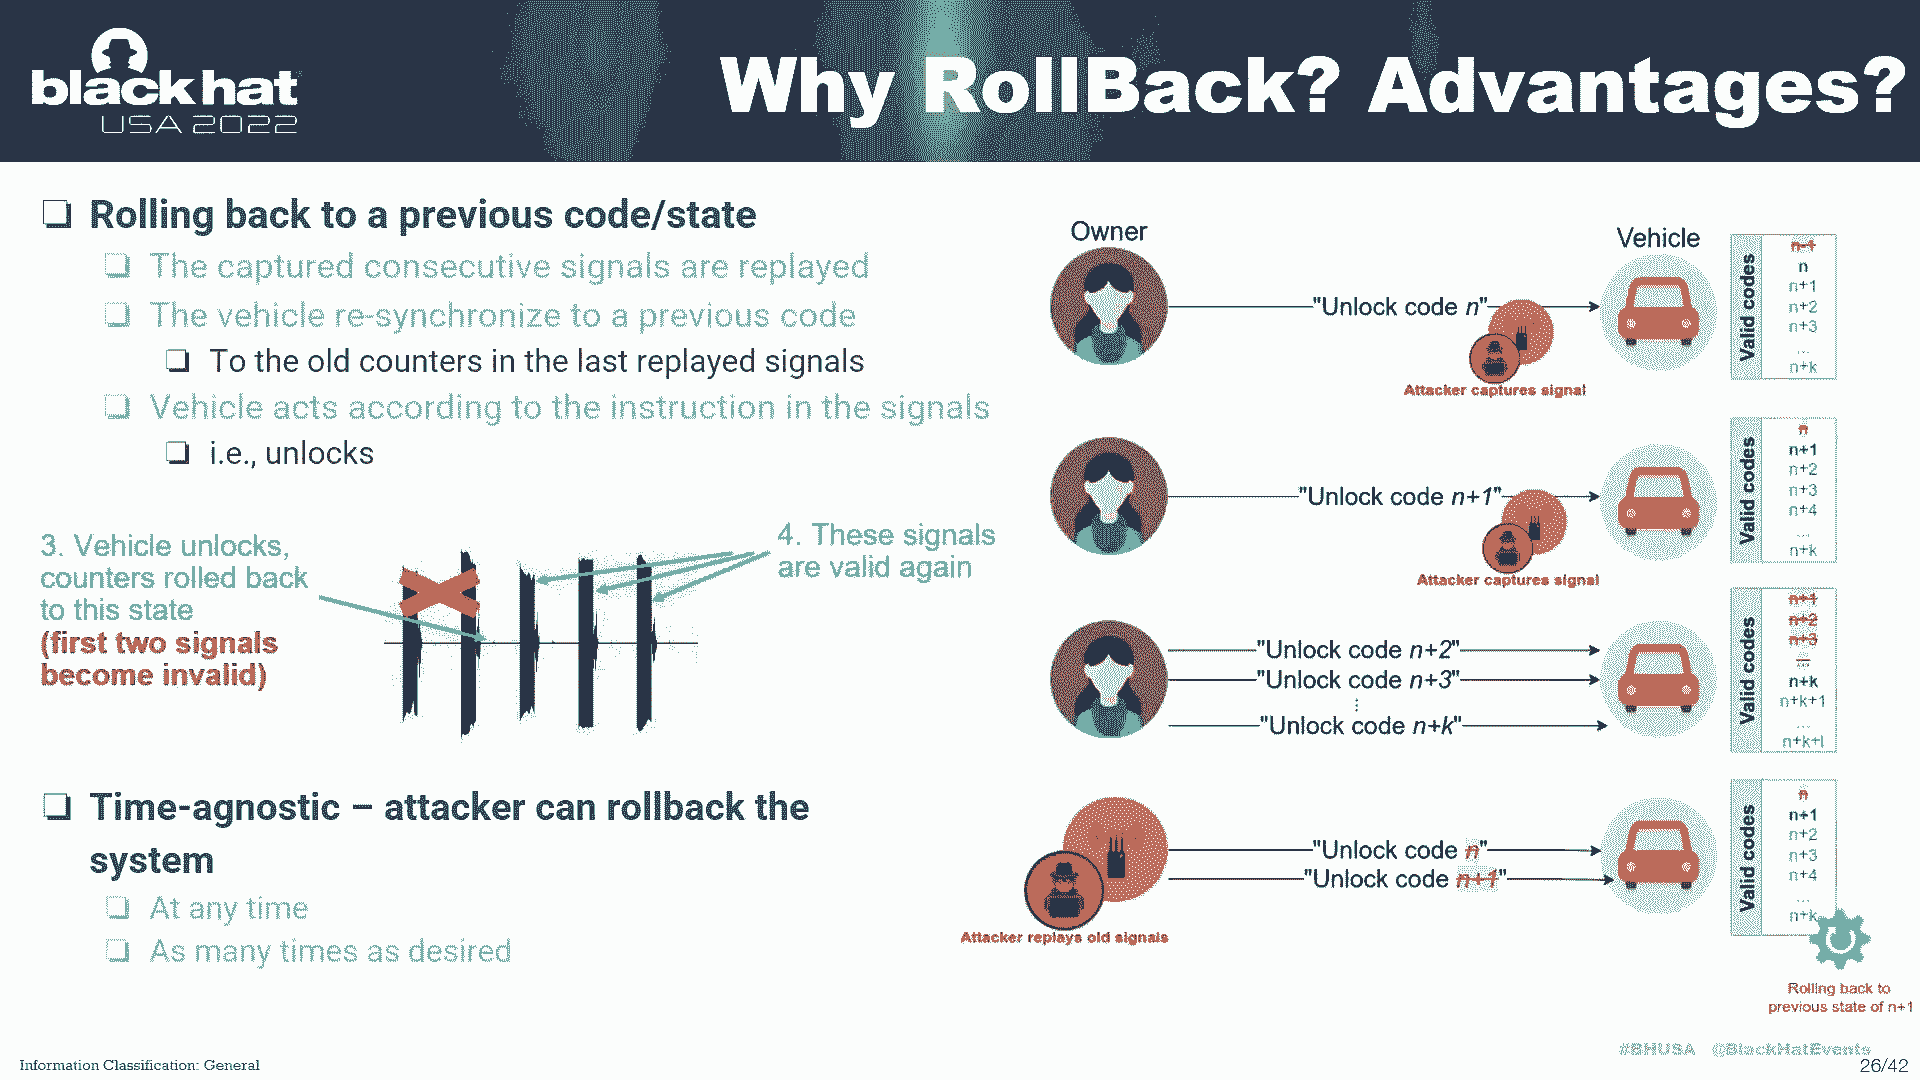 black hat
USA 2022
Why RollBack? Advantages?
Rolling back to a previous code/state
The captured consecutive signals are replayed
The vehicle re-synchronize to a previous code
To the old counters in the last replayed signals
Vehicle acts according to the instruction in the signals
i.e., unlocks
3. Vehicle unlocks,
counters rolled back
to this state
(first two signals
become invalid)
4. These signals
are valid again
Time-agnostic – attacker can rollback the
system
At any time
As many times as desired
Owner
Vehicle
"Unlock code n"
Attacker captures signal
Valid codes
n-1
n
n+1
n+2
n+3
...
n+k
"Unlock code n+1"
Attacker captures signal
Valid codes
n
n+1
n+2
n+3
n+4
...
n+k
"Unlock code n+2"
"Unlock code n+3"
⋮
"Unlock code n+k"
Valid codes
n+1
n+2
n+3
...
n+k
n+k+1
...
n+k+l
"Unlock code n"
"Unlock code n+1"
Attacker replays old signals
Valid codes
n
n+1
n+2
n+3
n+4
...
n+k
Rolling back to
previous state of n+1
#BHUSA @BlackHatEvents
Information Classification: General
26/42